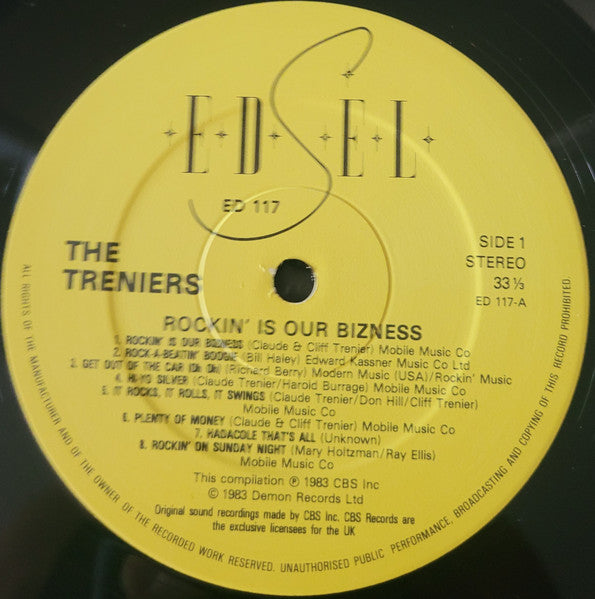 EDSEL
ED 117
THE
TRENIERS
SIDE 1
STEREO
33 ⅓
ED 117-A
ROCKIN' IS OUR BIZNESS
1. ROCKIN' IS OUR BIZNESS (Claude & Cliff Trenier) Mobile Music Co
2. ROCK-A-BEATIN' BOOGIE (Bill Haley) Edward Kassner Music Co Ltd
3. GET OUT OF THE CAR (Oh Oh) (Richard Berry) Modern Music (USA)/Rockin' Music
4. HI-YO SILVER (Claude Trenier/Harold Burrage) Mobile Music Co
5. IT ROCKS, IT ROLLS, IT SWINGS (Claude Trenier/Don Hill/Cliff Trenier)
Mobile Music Co
6. PLENTY OF MONEY (Claude & Cliff Trenier) Mobile Music Co
7. HADACOLE THAT'S ALL (Unknown)
8. ROCKIN' ON SUNDAY NIGHT (Mary Holtzman/Ray Ellis)
Mobile Music Co
This compilation ℗ 1983 CBS Inc
© 1983 Demon Records Ltd
Original sound recordings made by CBS Inc. CBS Records are
the exclusive licensees for the UK
ALL RIGHTS OF THE MANUFACTURER AND OF THE OWNER OF THE RECORDED WORK RESERVED. UNAUTHORISED PUBLIC PERFORMANCE, BROADCASTING AND COPYING OF THIS RECORD PROHIBITED.